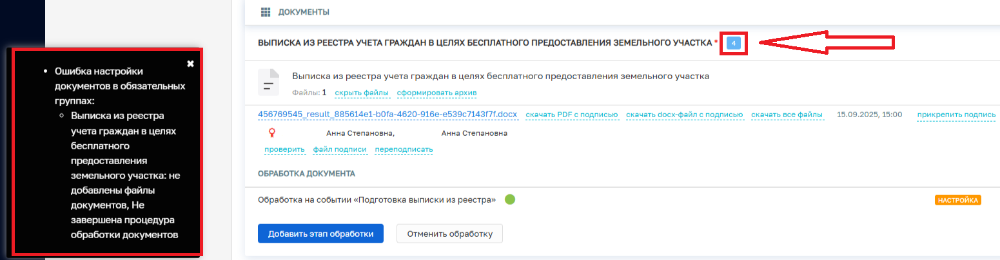 ДОКУМЕНТЫ
ВЫПИСКА ИЗ РЕЕСТРА УЧЕТА ГРАЖДАН В ЦЕЛЯХ БЕСПЛАТНОГО ПРЕДОСТАВЛЕНИЯ ЗЕМЕЛЬНОГО УЧАСТКА * 4
Выписка из реестра учета граждан в целях бесплатного предоставления земельного участка
Файлы: 1 скрыть файлы сформировать архив
456769545_result_885614e1-b0fa-4620-916e-e539c7143f7f.docx скачать PDF с подписью скачать docx-файл с подписью скачать все файлы 15.09.2025, 15:00 прикрепить подпись
Анна Степановна, Анна Степановна
проверить файл подписи переподписать
ОБРАБОТКА ДОКУМЕНТА
Обработка на событии «Подготовка выписки из реестра» НАСТРОЙКА
Добавить этап обработки Отменить обработку
• Ошибка настройки
документов в обязательных
группах:
◦ Выписка из реестра
учета граждан в целях
бесплатного
предоставления
земельного участка: не
добавлены файлы
документов, Не
завершена процедура
обработки документов